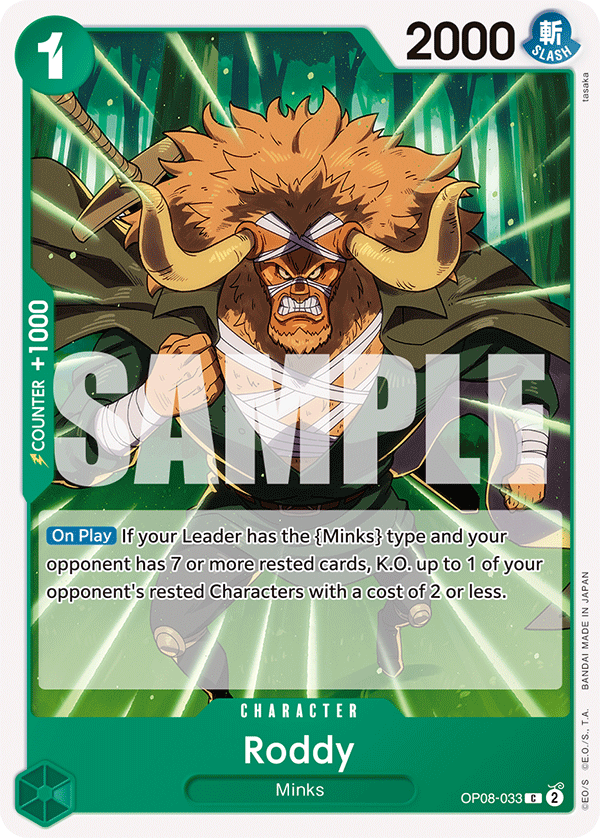 1
2000
斬
SLASH
tasaka
COUNTER +1000
SAMPLE
On Play If your Leader has the {Minks} type and your
opponent has 7 or more rested cards, K.O. up to 1 of your
opponent's rested Characters with a cost of 2 or less.
CHARACTER
Roddy
Minks
OP08-033 C 2
©EO/S ©E.O./S., T.A. BANDAI MADE IN JAPAN